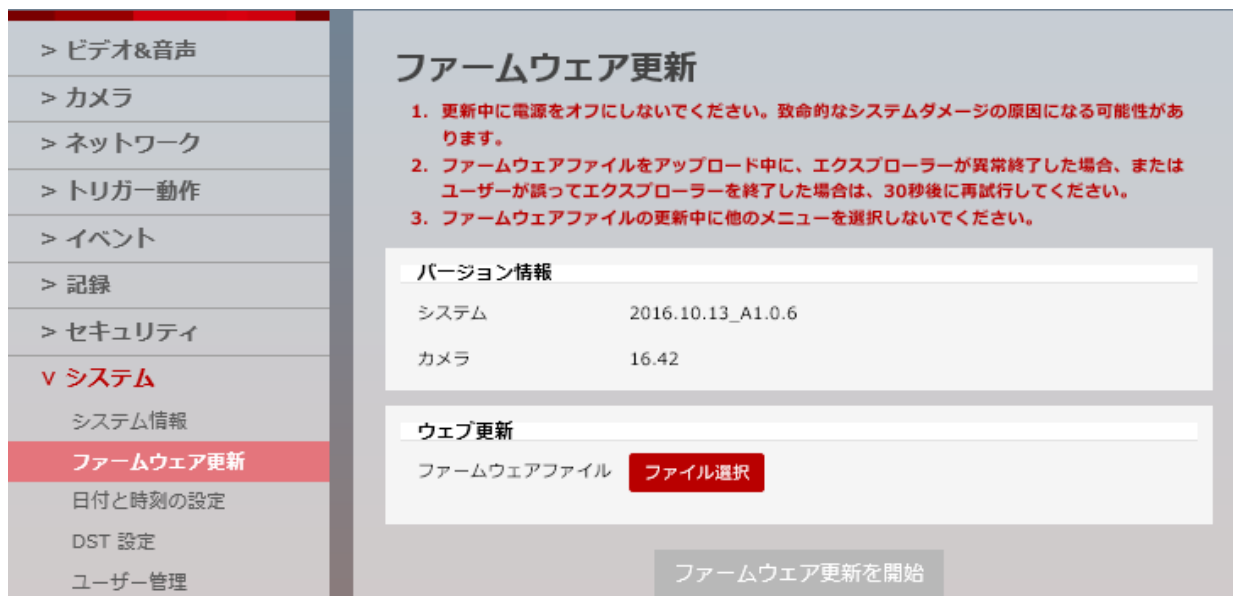 > ビデオ&音声
> カメラ
> ネットワーク
> トリガー動作
> イベント
> 記録
> セキュリティ
v システム
システム情報
ファームウェア更新
日付と時刻の設定
DST 設定
ユーザー管理
ファームウェア更新
1. 更新中に電源をオフにしないでください。致命的なシステムダメージの原因になる可能性があ
ります。
2. ファームウェアファイルをアップロード中に、エクスプローラーが異常終了した場合、または
ユーザーが誤ってエクスプローラーを終了した場合は、30秒後に再試行してください。
3. ファームウェアファイルの更新中に他のメニューを選択しないでください。
バージョン情報
システム 2016.10.13_A1.0.6
カメラ 16.42
ウェブ更新
ファームウェアファイル ファイル選択
ファームウェア更新を開始